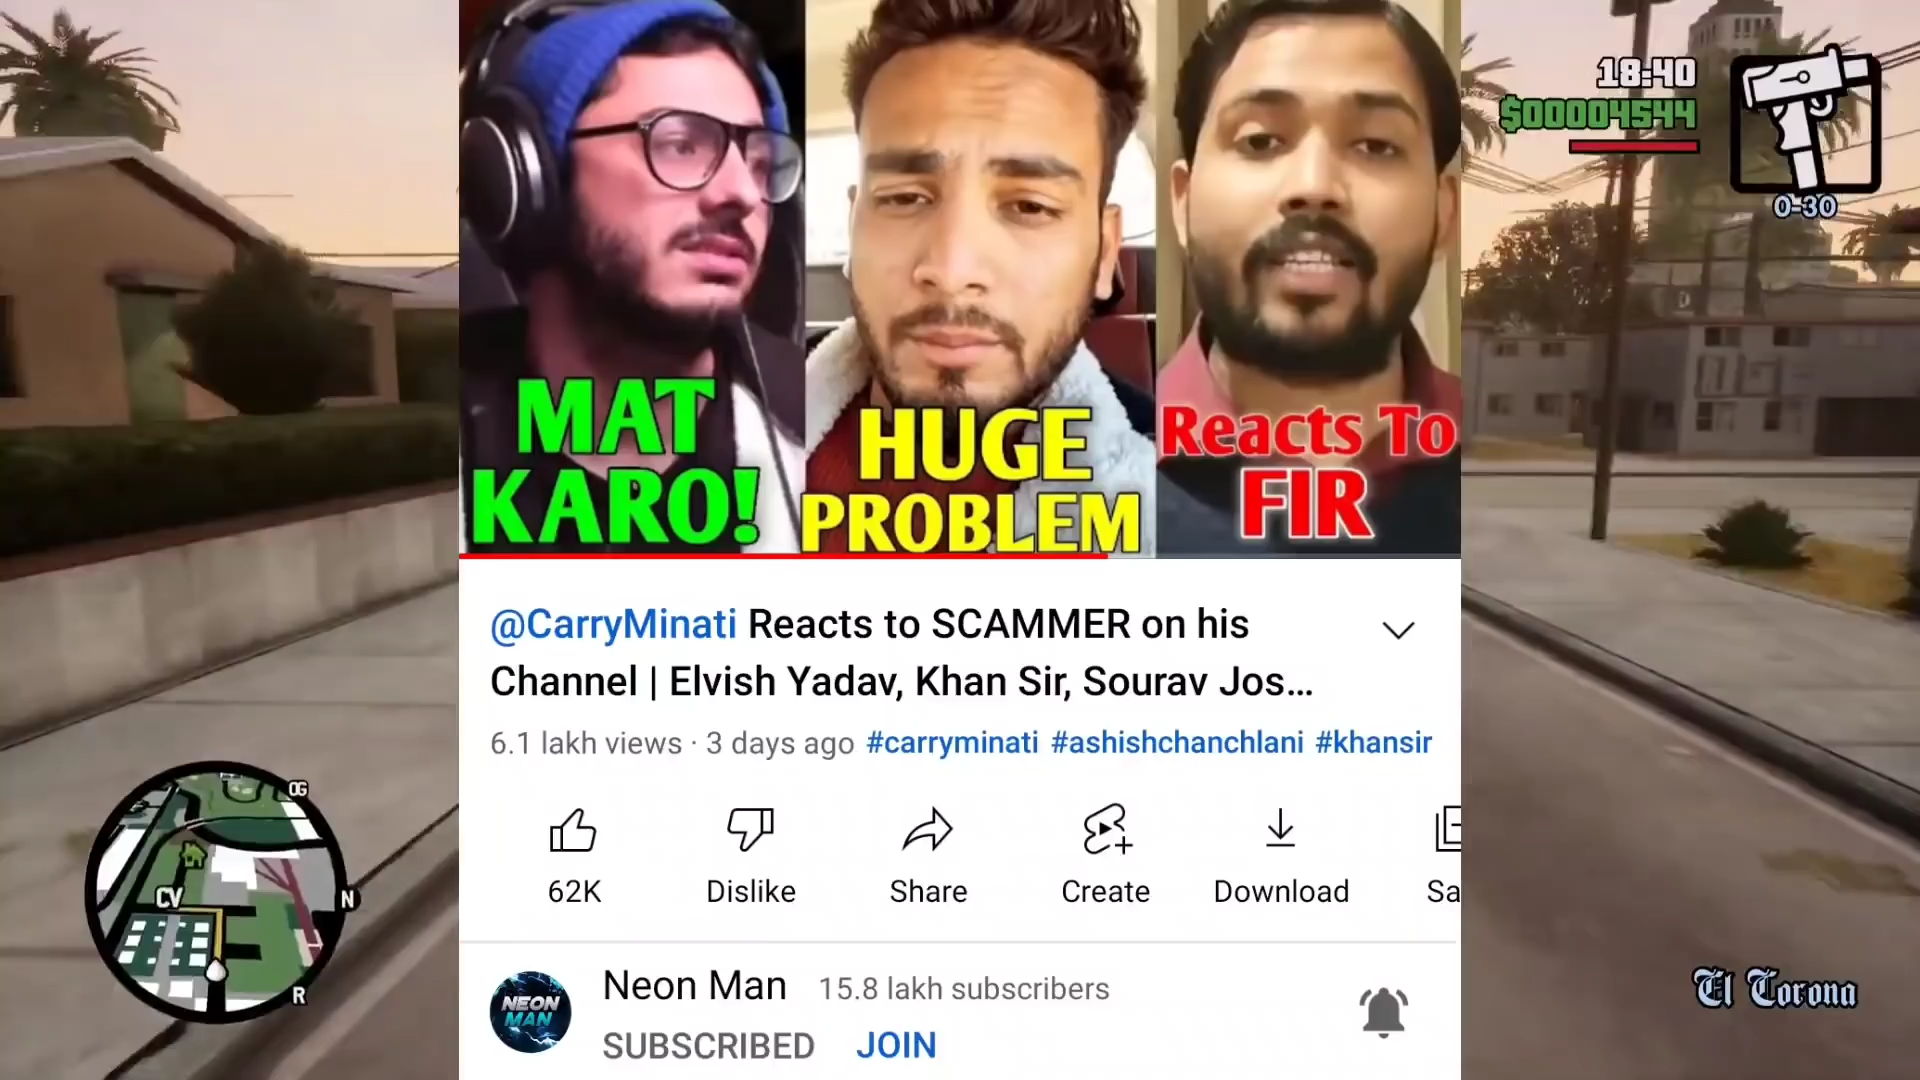 18:40
$00004544
0-30
MAT
KARO!
HUGE
PROBLEM
Reacts To
FIR
@CarryMinati Reacts to SCAMMER on his
Channel | Elvish Yadav, Khan Sir, Sourav Jos...
6.1 lakh views · 3 days ago #carryminati #ashishchanchlani #khansir
62K
Dislike
Share
Create
Download
Sa
OG
CV
N
R
NEON
MAN
Neon Man 15.8 lakh subscribers
SUBSCRIBED JOIN
El Corona